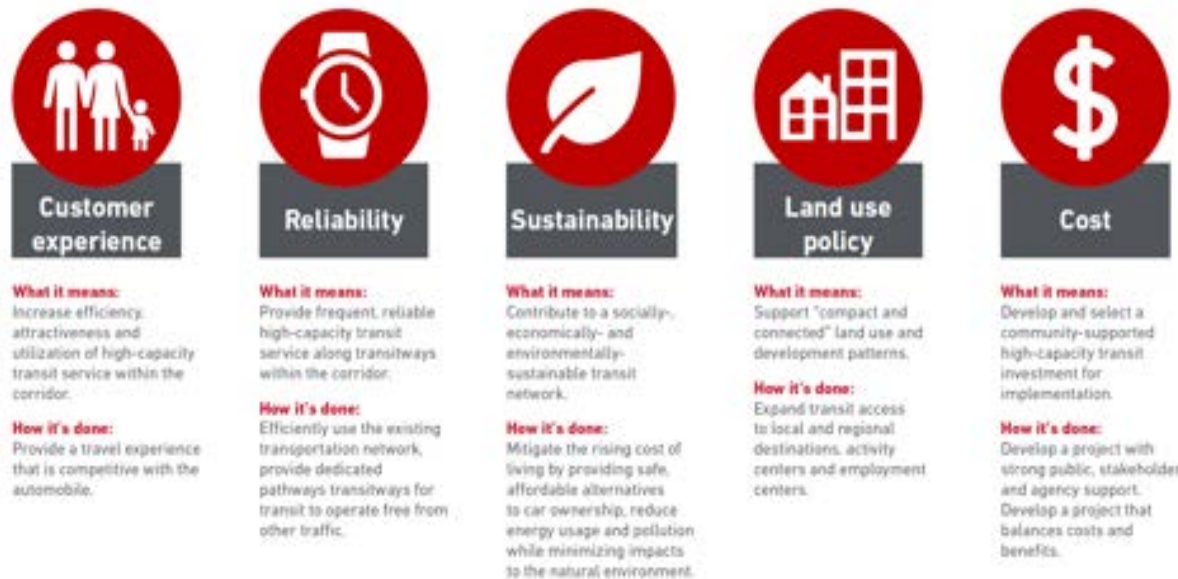 Customer
experience
What it means:
Increase efficiency,
attractiveness and
utilization of high-capacity
transit service within the
corridor.
How it's done:
Provide a travel experience
that is competitive with the
automobile.
Reliability
What it means:
Provide frequent, reliable
high-capacity transit
service along transitways
within the corridor.
How it's done:
Efficiently use the existing
transportation network,
provide dedicated
pathways transitways for
transit to operate free from
other traffic.
Sustainability
What it means:
Contribute to a socially-,
economically- and
environmentally-
sustainable transit
network.
How it's done:
Mitigate the rising cost of
living by providing safe,
affordable alternatives
to car ownership, reduce
energy usage and pollution
while minimizing impacts
to the natural environment.
Land use
policy
What it means:
Support "compact and
connected" land use and
development patterns.
How it's done:
Expand transit access
to local and regional
destinations, activity
centers and employment
centers.
Cost
What it means:
Develop and select a
community-supported
high-capacity transit
investment for
implementation.
How it's done:
Develop a project with
strong public, stakeholder
and agency support.
Develop a project that
balances costs and
benefits.
$